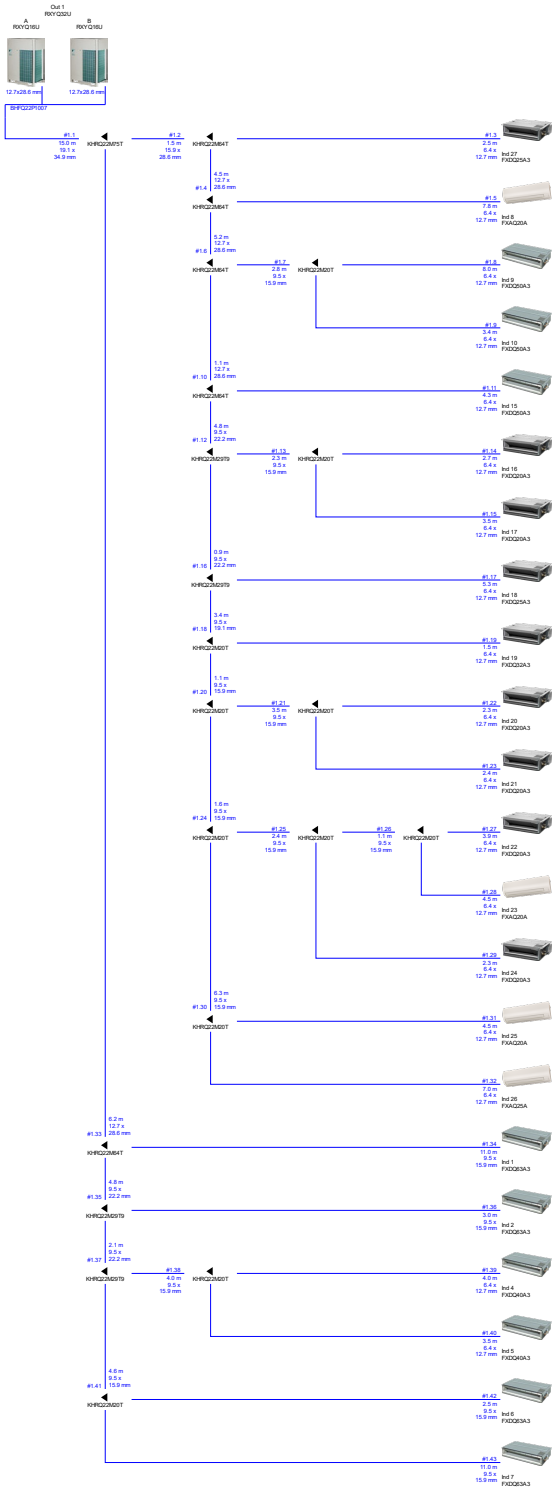 Out 1
RXYQ32U
A
RXYQ16U
B
RXYQ16U
12.7x28.6 mm
12.7x28.6 mm
BHFQ22P1007
#1.1
15.0 m
19.1 x
34.9 mm
KHRQ22M75T
#1.2
1.5 m
15.9 x
28.6 mm
KHRQ22M64T
#1.3
2.5 m
6.4 x
12.7 mm
Ind 27
FXDQ25A3
4.5 m
12.7 x
28.6 mm
#1.4
KHRQ22M64T
#1.5
7.8 m
6.4 x
12.7 mm
Ind 8
FXAQ20A
5.2 m
12.7 x
28.6 mm
#1.6
KHRQ22M64T
#1.7
2.8 m
9.5 x
15.9 mm
KHRQ22M20T
#1.8
8.0 m
6.4 x
12.7 mm
Ind 9
FXDQ50A3
#1.9
3.4 m
6.4 x
12.7 mm
Ind 10
FXDQ50A3
1.1 m
12.7 x
28.6 mm
#1.10
KHRQ22M64T
#1.11
4.3 m
6.4 x
12.7 mm
Ind 15
FXDQ50A3
4.8 m
9.5 x
22.2 mm
#1.12
KHRQ22M29T9
#1.13
2.3 m
9.5 x
15.9 mm
KHRQ22M20T
#1.14
2.7 m
6.4 x
12.7 mm
Ind 16
FXDQ20A3
#1.15
3.5 m
6.4 x
12.7 mm
Ind 17
FXDQ20A3
0.9 m
9.5 x
22.2 mm
#1.16
KHRQ22M29T9
#1.17
5.3 m
6.4 x
12.7 mm
Ind 18
FXDQ25A3
3.4 m
9.5 x
19.1 mm
#1.18
KHRQ22M20T
#1.19
1.5 m
6.4 x
12.7 mm
Ind 19
FXDQ32A3
1.1 m
9.5 x
15.9 mm
#1.20
KHRQ22M20T
#1.21
3.5 m
9.5 x
15.9 mm
KHRQ22M20T
#1.22
2.3 m
6.4 x
12.7 mm
Ind 20
FXDQ20A3
#1.23
2.4 m
6.4 x
12.7 mm
Ind 21
FXDQ20A3
1.6 m
9.5 x
15.9 mm
#1.24
KHRQ22M20T
#1.25
2.4 m
9.5 x
15.9 mm
KHRQ22M20T
#1.26
1.1 m
9.5 x
15.9 mm
KHRQ22M20T
#1.27
3.9 m
6.4 x
12.7 mm
Ind 22
FXDQ20A3
#1.28
4.5 m
6.4 x
12.7 mm
Ind 23
FXAQ20A
#1.29
2.3 m
6.4 x
12.7 mm
Ind 24
FXDQ20A3
6.3 m
9.5 x
15.9 mm
#1.30
KHRQ22M20T
#1.31
4.5 m
6.4 x
12.7 mm
Ind 25
FXAQ20A
#1.32
7.0 m
6.4 x
12.7 mm
Ind 26
FXAQ25A
6.2 m
12.7 x
28.6 mm
#1.33
KHRQ22M64T
#1.34
11.0 m
9.5 x
15.9 mm
Ind 1
FXDQ63A3
4.8 m
9.5 x
22.2 mm
#1.35
KHRQ22M29T9
#1.36
3.0 m
9.5 x
15.9 mm
Ind 2
FXDQ63A3
2.1 m
9.5 x
22.2 mm
#1.37
KHRQ22M29T9
#1.38
4.0 m
9.5 x
15.9 mm
KHRQ22M20T
#1.39
4.0 m
6.4 x
12.7 mm
Ind 4
FXDQ40A3
#1.40
3.5 m
6.4 x
12.7 mm
Ind 5
FXDQ40A3
4.6 m
9.5 x
15.9 mm
#1.41
KHRQ22M20T
#1.42
2.5 m
9.5 x
15.9 mm
Ind 6
FXDQ63A3
#1.43
11.0 m
9.5 x
15.9 mm
Ind 7
FXDQ63A3